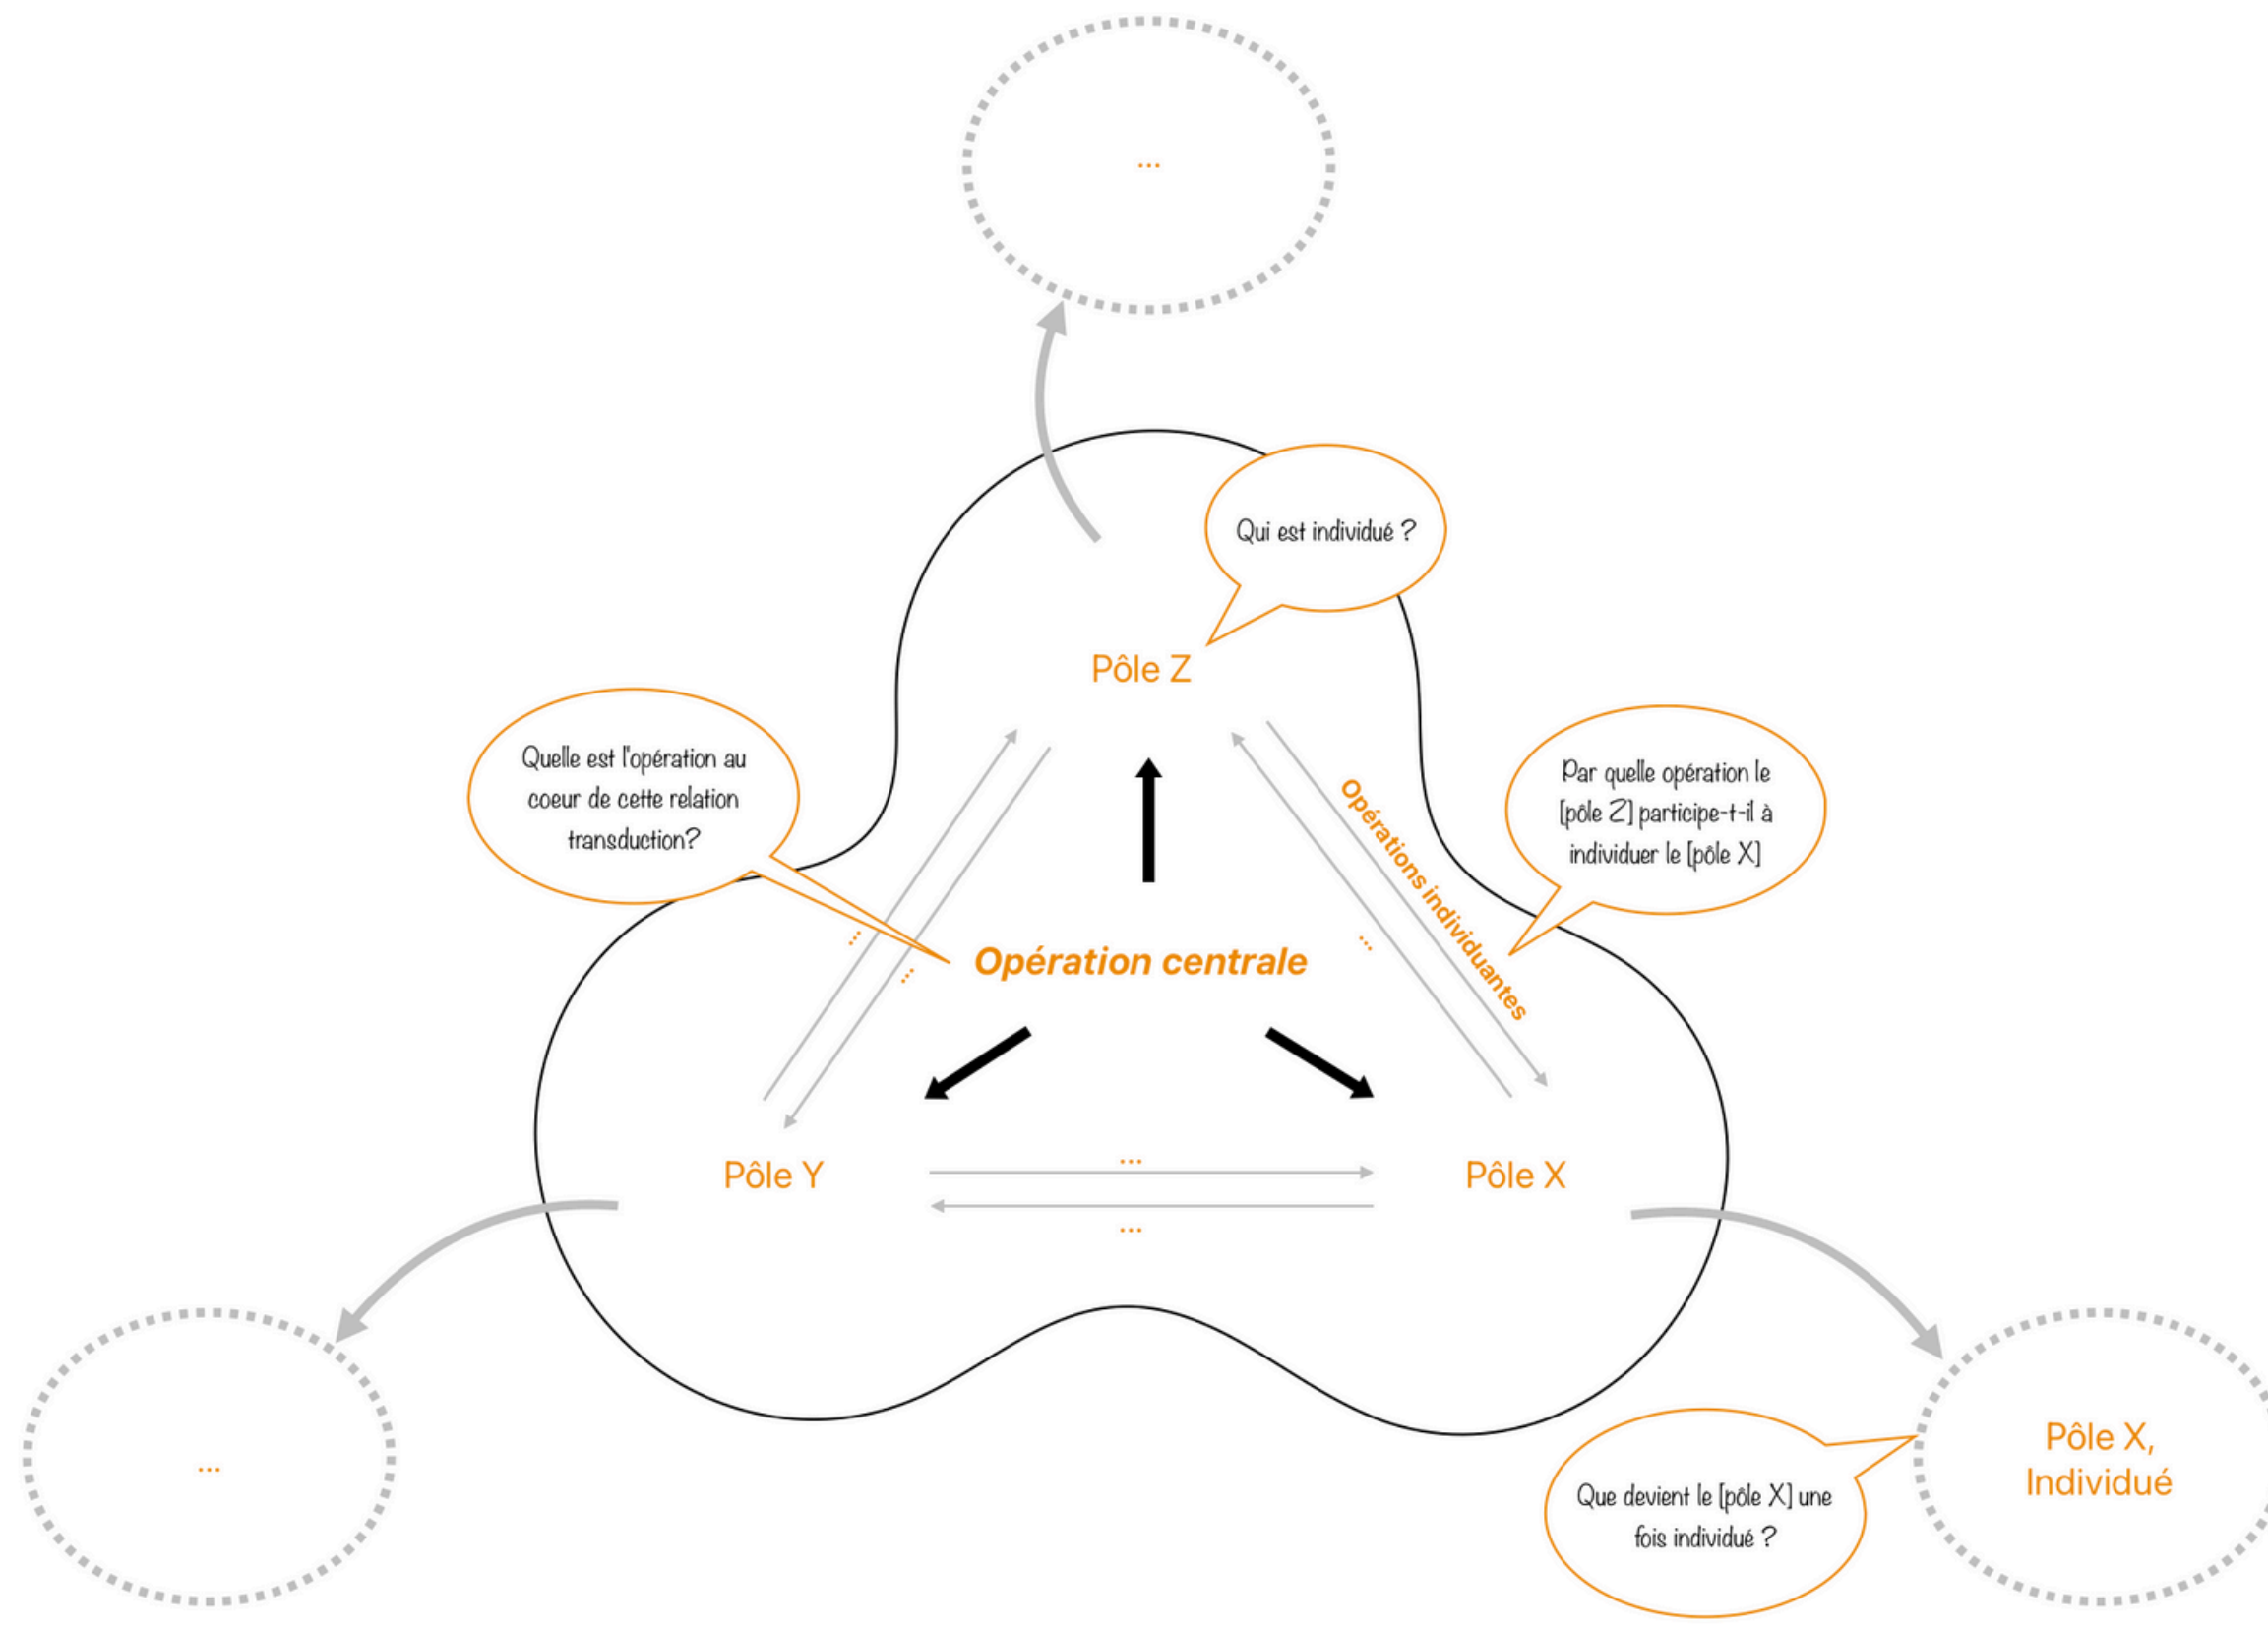 ...
Qui est individué ?
Pôle Z
Quelle est l'opération au
coeur de cette relation
transduction?
Par quelle opération le
[pôle Z] participe-t-il à
individuer le [pôle X]
Opérations individuantes
...
...
...
Opération centrale
Pôle Y
...
...
Pôle X
...
Pôle X,
Individué
Que devient le [pôle X] une
fois individué ?